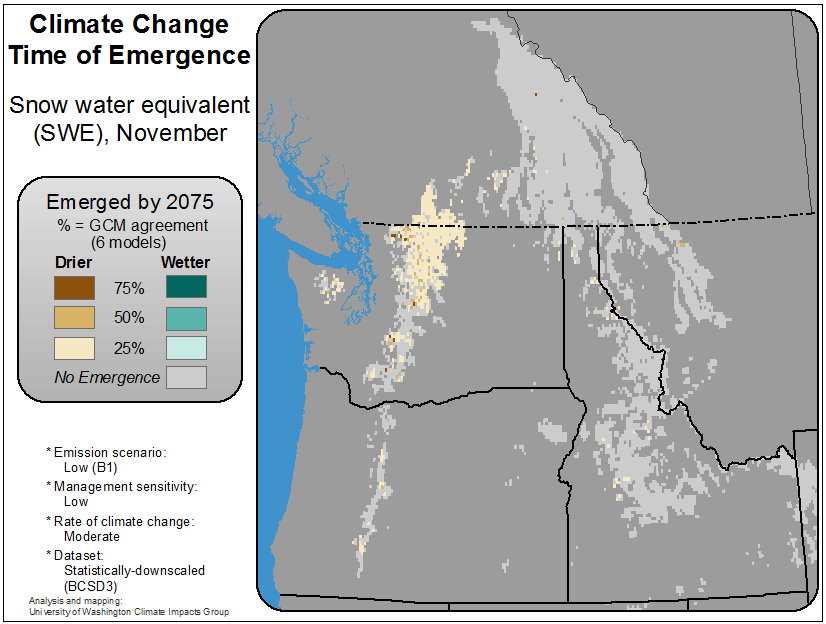 Climate Change
Time of Emergence
Snow water equivalent
(SWE), November
Emerged by 2075
% = GCM agreement
(6 models)
Drier Wetter
75%
50%
25%
No Emergence
* Emission scenario:
Low (B1)
* Management sensitivity:
Low
* Rate of climate change:
Moderate
* Dataset:
Statistically-downscaled
(BCSD3)
Analysis and mapping:
University of Washington Climate Impacts Group